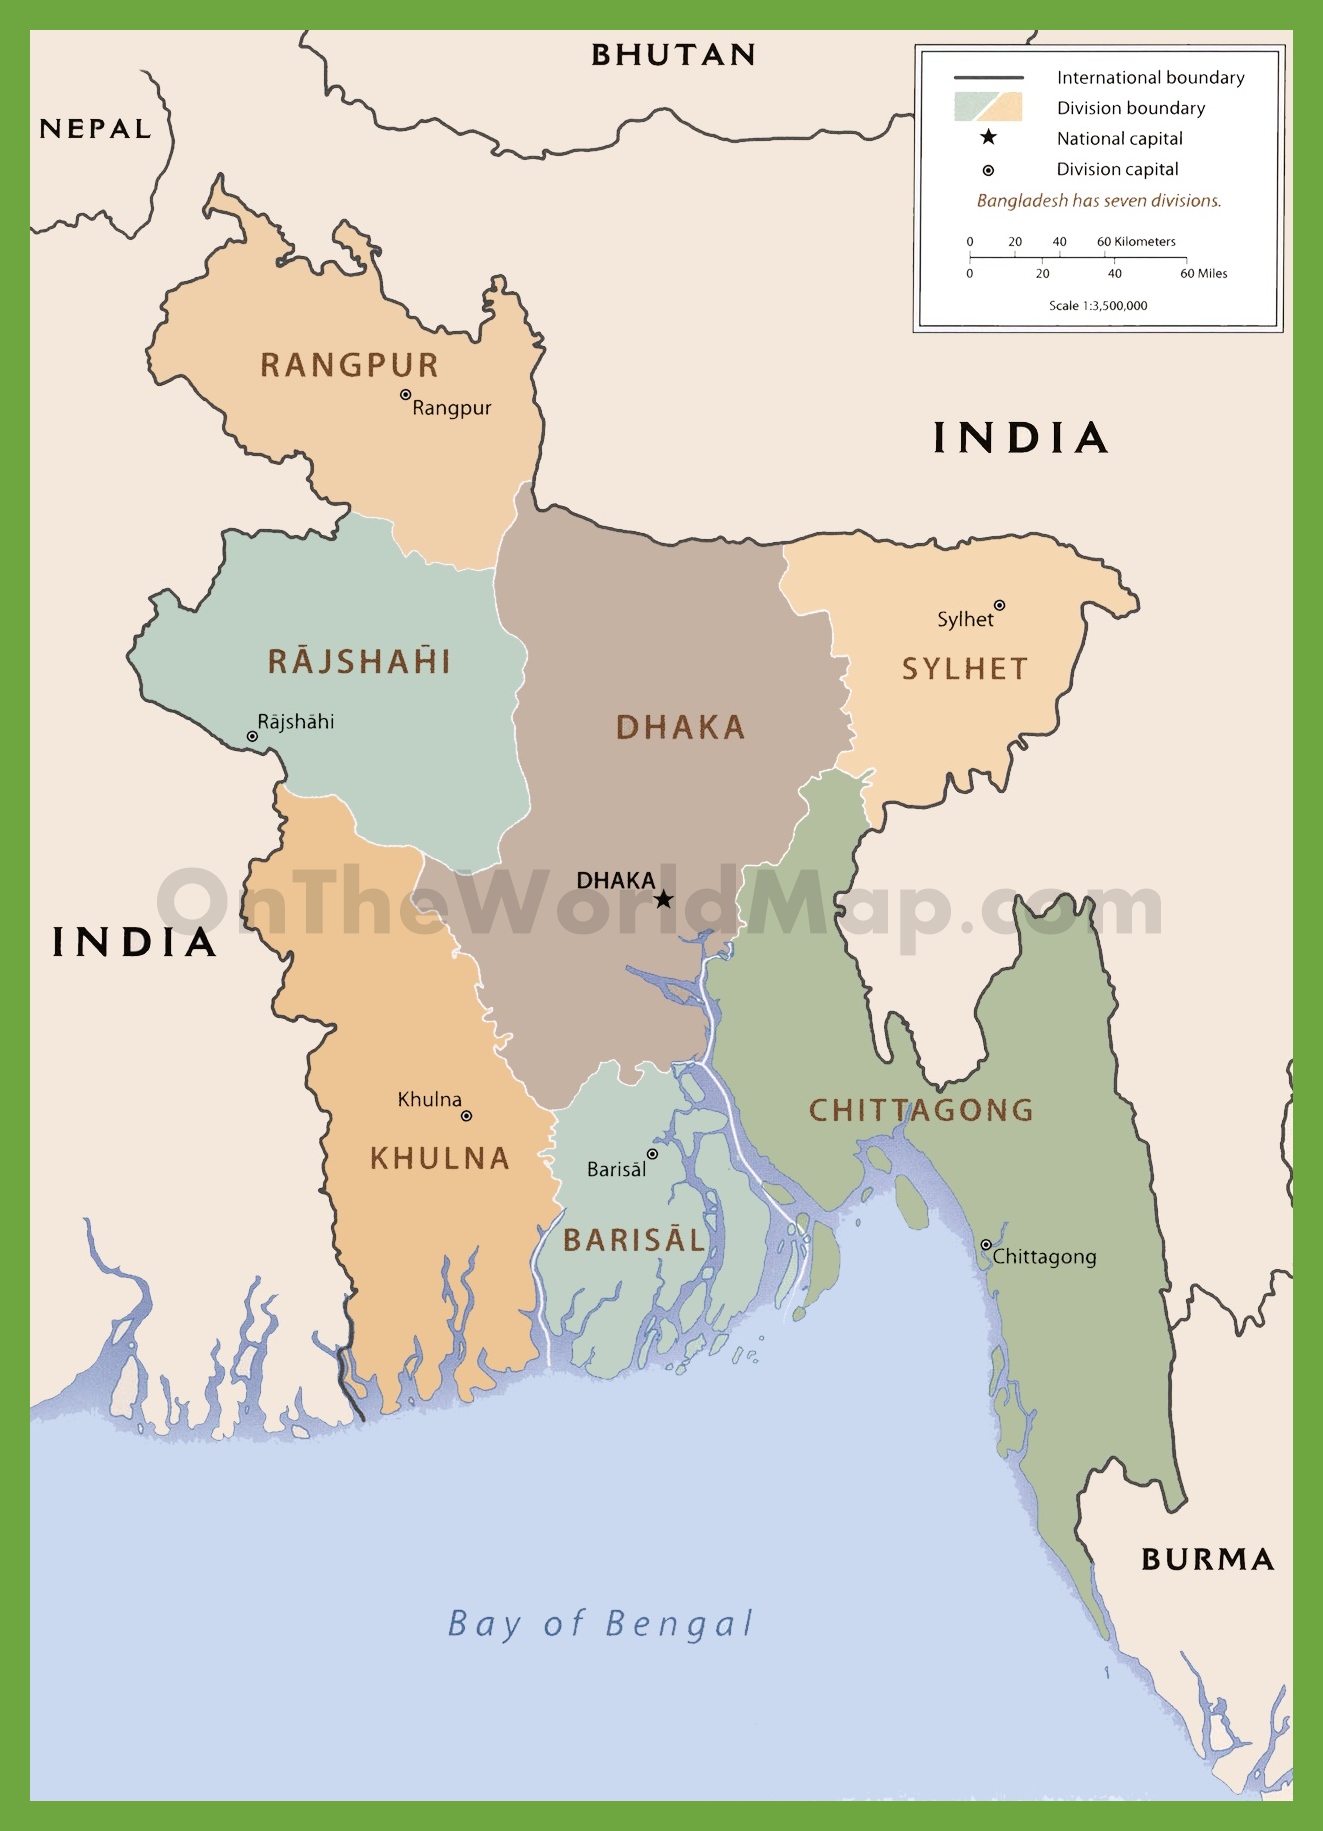 BHUTAN
NEPAL
International boundary
Division boundary
National capital
Division capital
Bangladesh has seven divisions.
0 20 40 60 Kilometers
0 20 40 60 Miles
Scale 1:3,500,000
RANGPUR
Rangpur
INDIA
Sylhet
SYLHET
RĀJSHAH̄I
Rājshāhi
DHAKA
DHAKA
OnTheWorldMap.com
INDIA
Khulna
KHULNA
CHITTAGONG
Barisāl
BARISĀL
Chittagong
BURMA
Bay of Bengal